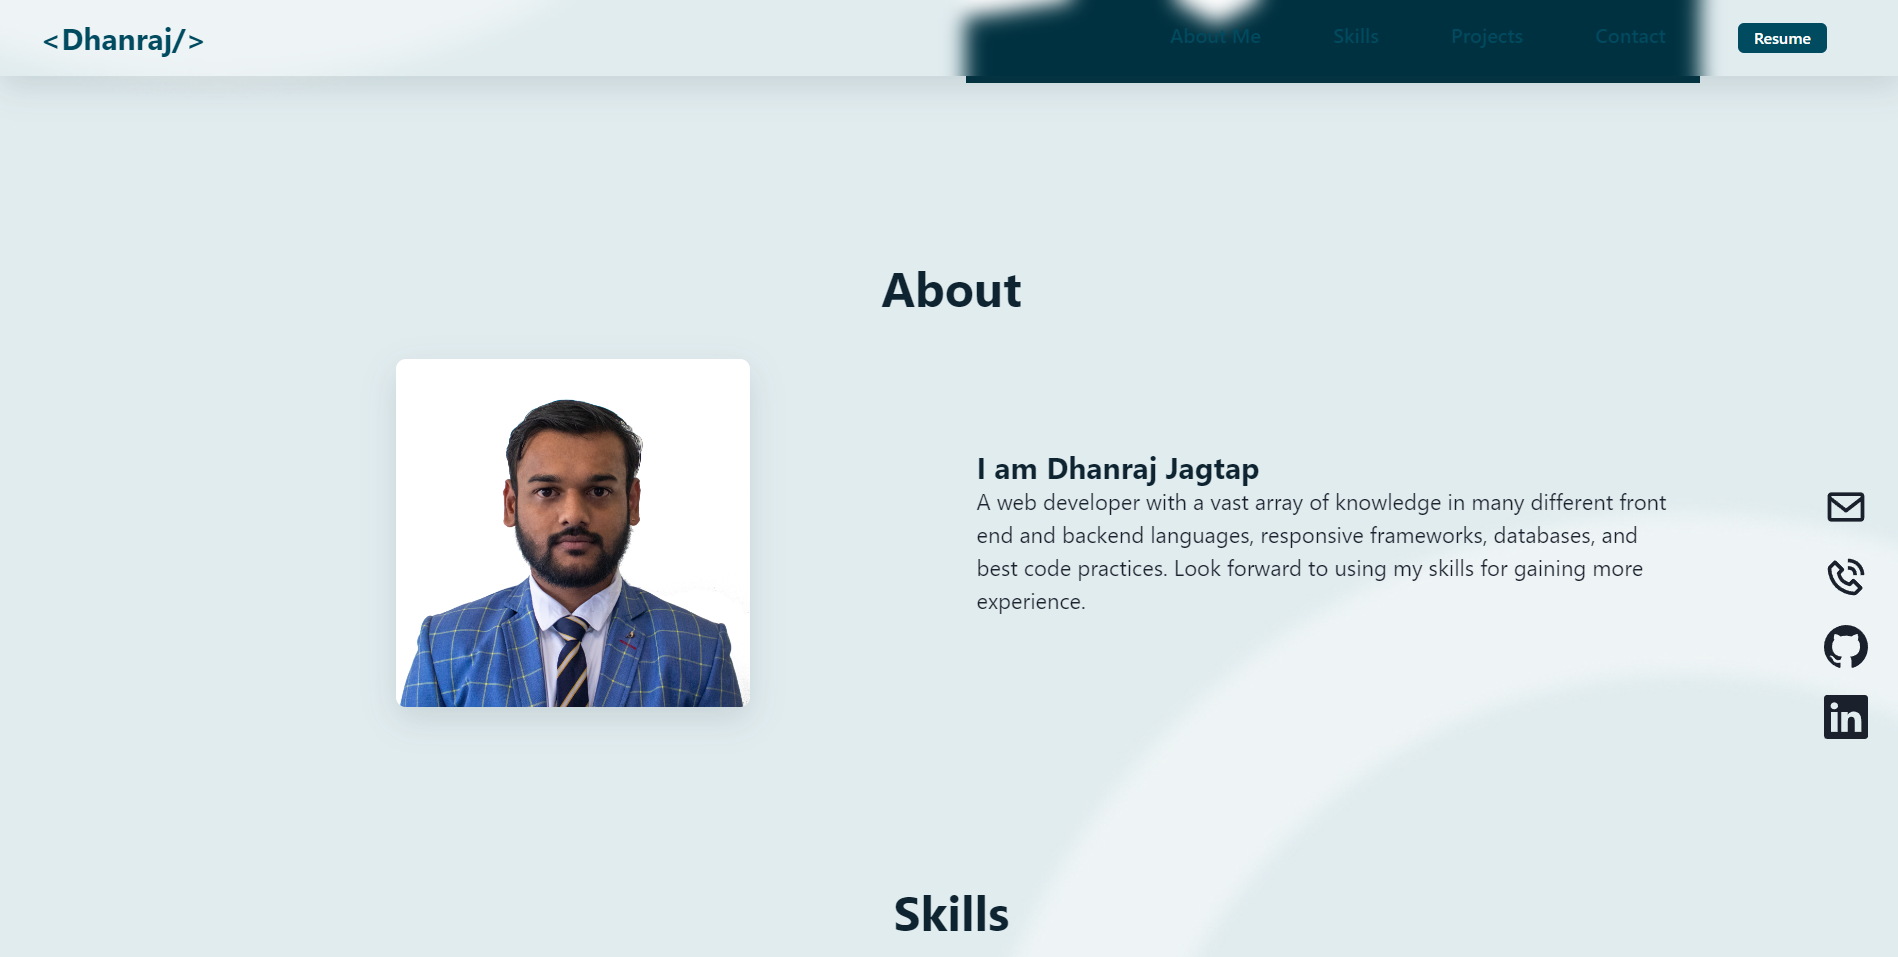 <Dhanraj/>
About Me Skills Projects Contact Resume
About
I am Dhanraj Jagtap
A web developer with a vast array of knowledge in many different front
end and backend languages, responsive frameworks, databases, and
best code practices. Look forward to using my skills for gaining more
experience.
in
Skills